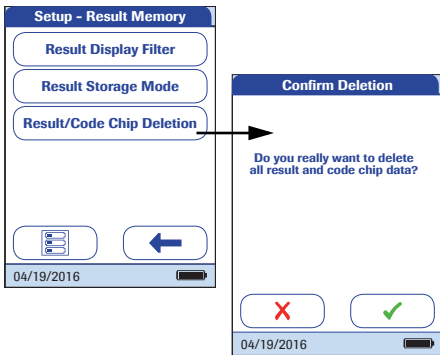 Setup - Result Memory
Result Display Filter
Result Storage Mode
Result/Code Chip Deletion
04/19/2016
Confirm Deletion
Do you really want to delete
all result and code chip data?
04/19/2016